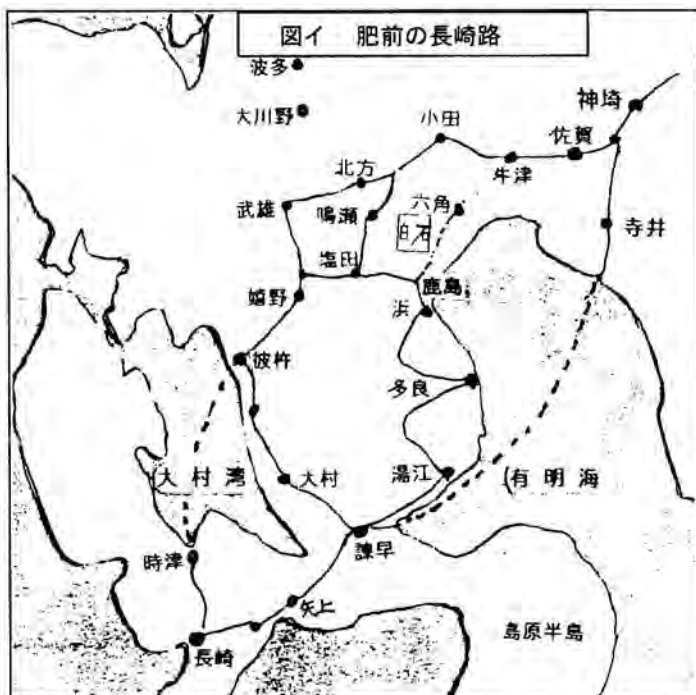 図イ 肥前の長崎路
波多
大川野
神埼
小田
佐賀
牛津
北方
武雄
鳴瀬
六角
白石
寺井
塩田
鹿島
嬉野
浜
彼杵
多良
大村湾
大村
湯江
有明海
諫早
時津
矢上
長崎
島原半島